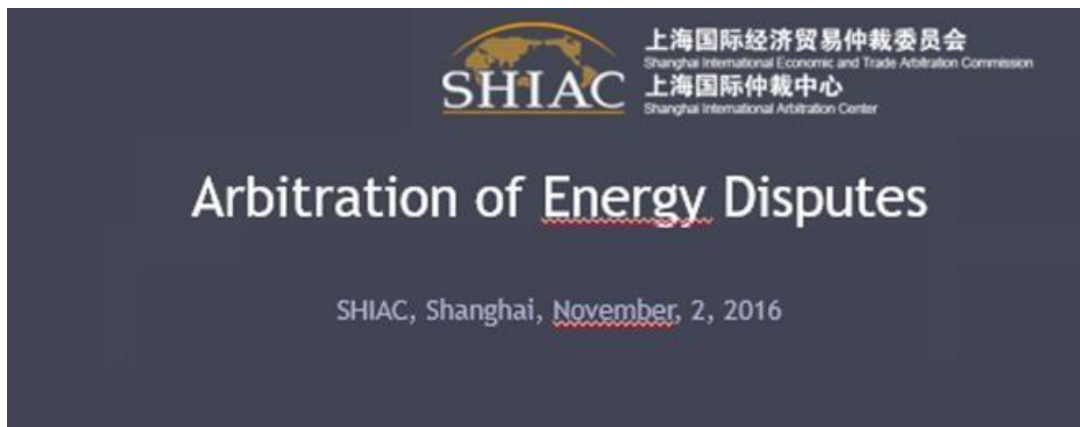 SHIAC
上海国际经济贸易仲裁委员会
Shanghai International Economic and Trade Arbitration Commission
上海国际仲裁中心
Shanghai International Arbitration Center
Arbitration of Energy Disputes
SHIAC, Shanghai, November, 2, 2016